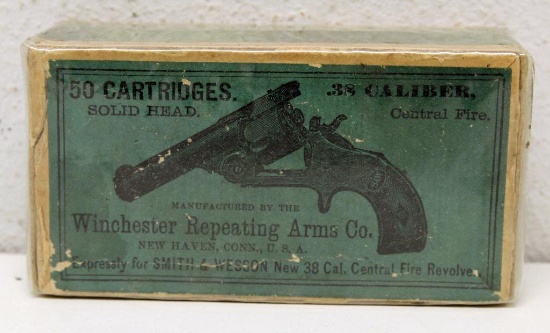 50 CARTRIDGES.
.38 CALIBER,
SOLID HEAD.
Central Fire.
MANUFACTURED BY THE
Winchester Repeating Arms Co.
NEW HAVEN, CONN., U. S. A.
Expressly for SMITH & WESSON New 38 Cal. Central Fire Revolver.